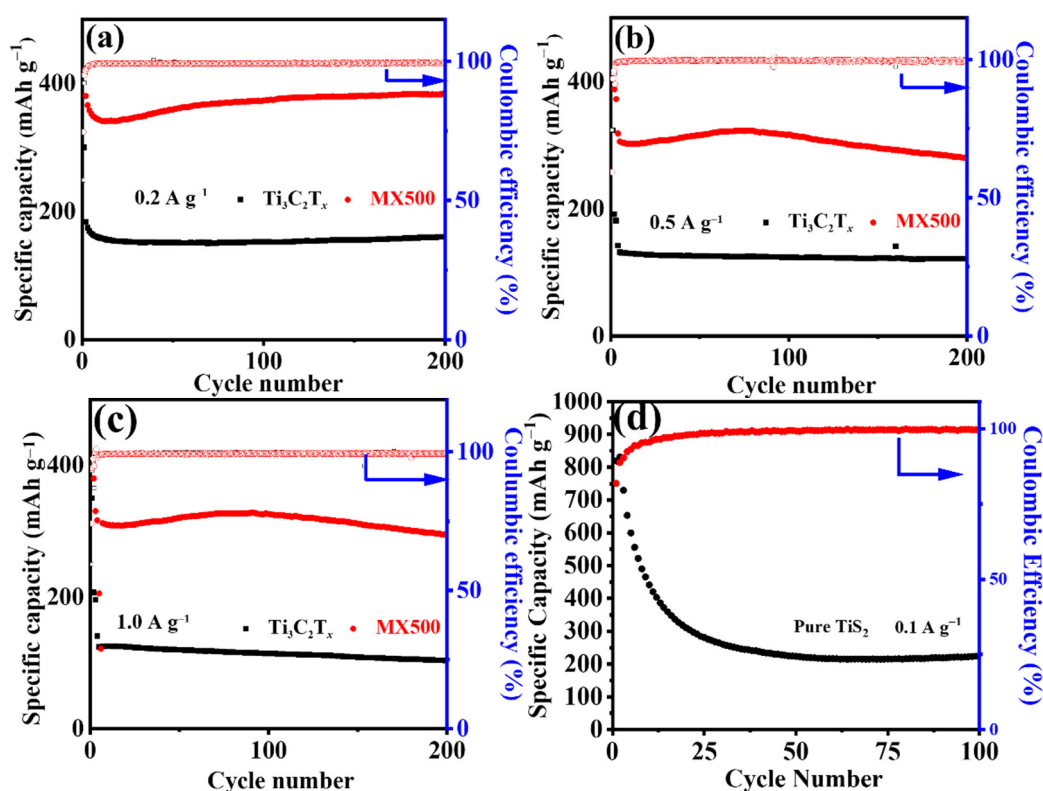 (a)
Specific capacity (mAh g⁻¹)
400
200
0
0.2 A g⁻¹ Ti₃C₂Tₓ MX500
0 100 200
Cycle number
100
50
0
Coulombic efficiency (%)
(b)
Specific capacity (mAh g⁻¹)
400
200
0
0.5 A g⁻¹ Ti₃C₂Tₓ MX500
0 100 200
Cycle number
100
50
0
Coulombic efficiency (%)
(c)
Specific capacity (mAh g⁻¹)
400
200
0
1.0 A g⁻¹ Ti₃C₂Tₓ MX500
0 100 200
Cycle number
100
50
0
Coulumbic efficiency (%)
(d)
Specific Capacity (mAh g⁻¹)
1000
900
800
700
600
500
400
300
200
100
0
Pure TiS₂ 0.1 A g⁻¹
0 25 50 75 100
Cycle Number
100
50
0
Coulombic Effciency (%)